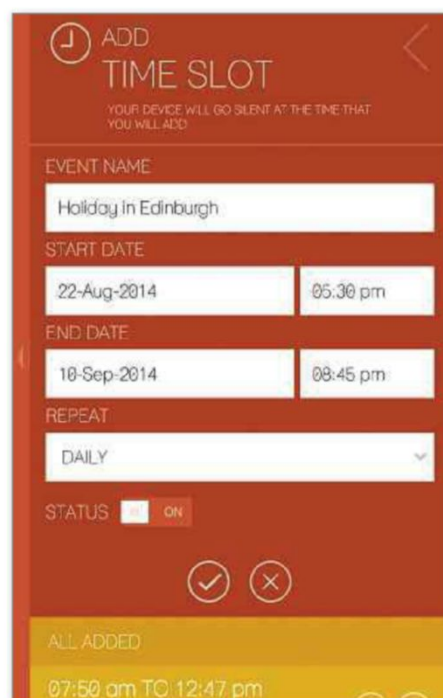 ADD
TIME SLOT
YOUR DEVICE WILL GO SILENT AT THE TIME THAT
YOU WILL ADD
EVENT NAME
Holiday in Edinburgh
START DATE
22-Aug-2014 05:30 pm
END DATE
10-Sep-2014 08:45 pm
REPEAT
DAILY
STATUS ON
ALL ADDED
07:50 am TO 12:47 pm